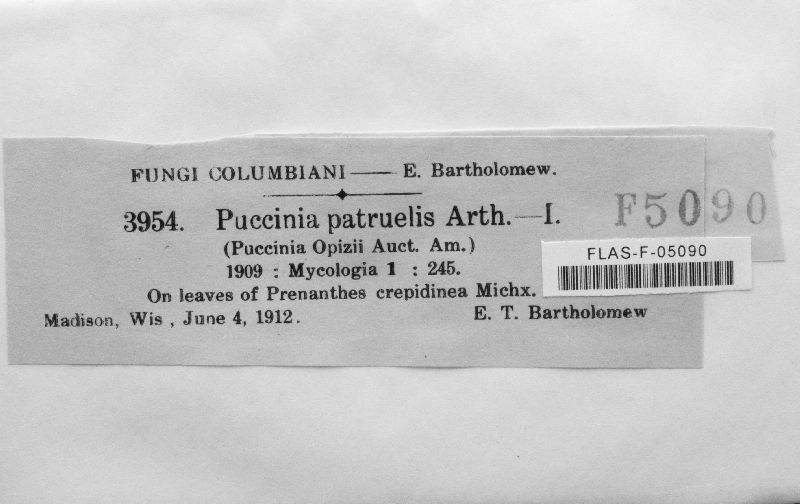 FUNGI COLUMBIANI — E. Bartholomew.
3954. Puccinia patruelis Arth.—I.
F5090
(Puccinia Opizii Auct. Am.)
FLAS-F-05090
1909 : Mycologia 1 : 245.
On leaves of Prenanthes crepidinea Michx.
Madison, Wis , June 4, 1912. E. T. Bartholomew